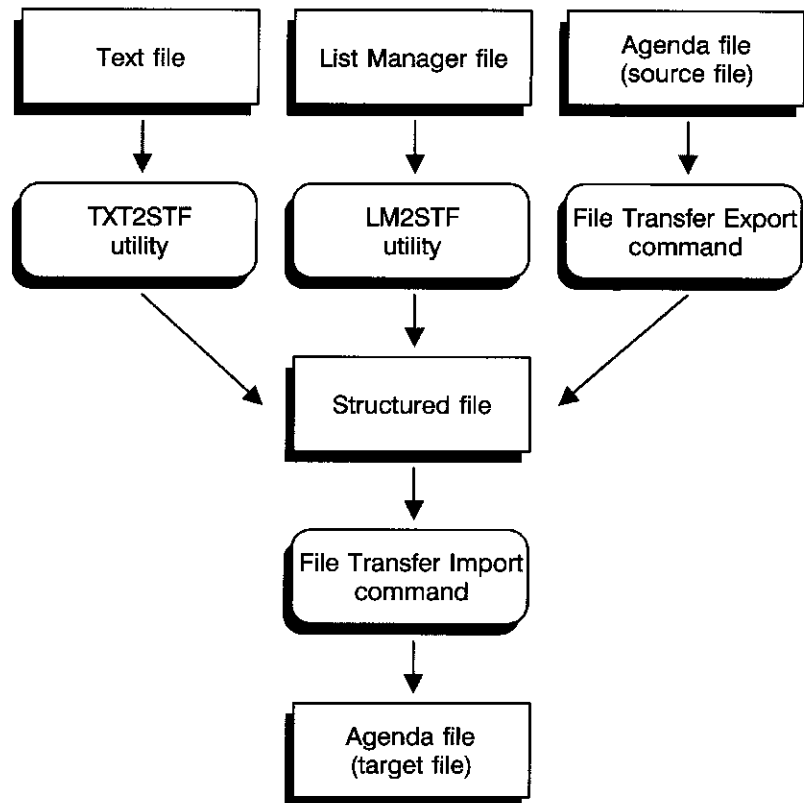 Text file
List Manager file
Agenda file
(source file)
TXT2STF
utility
LM2STF
utility
File Transfer Export
command
Structured file
File Transfer Import
command
Agenda file
(target file)